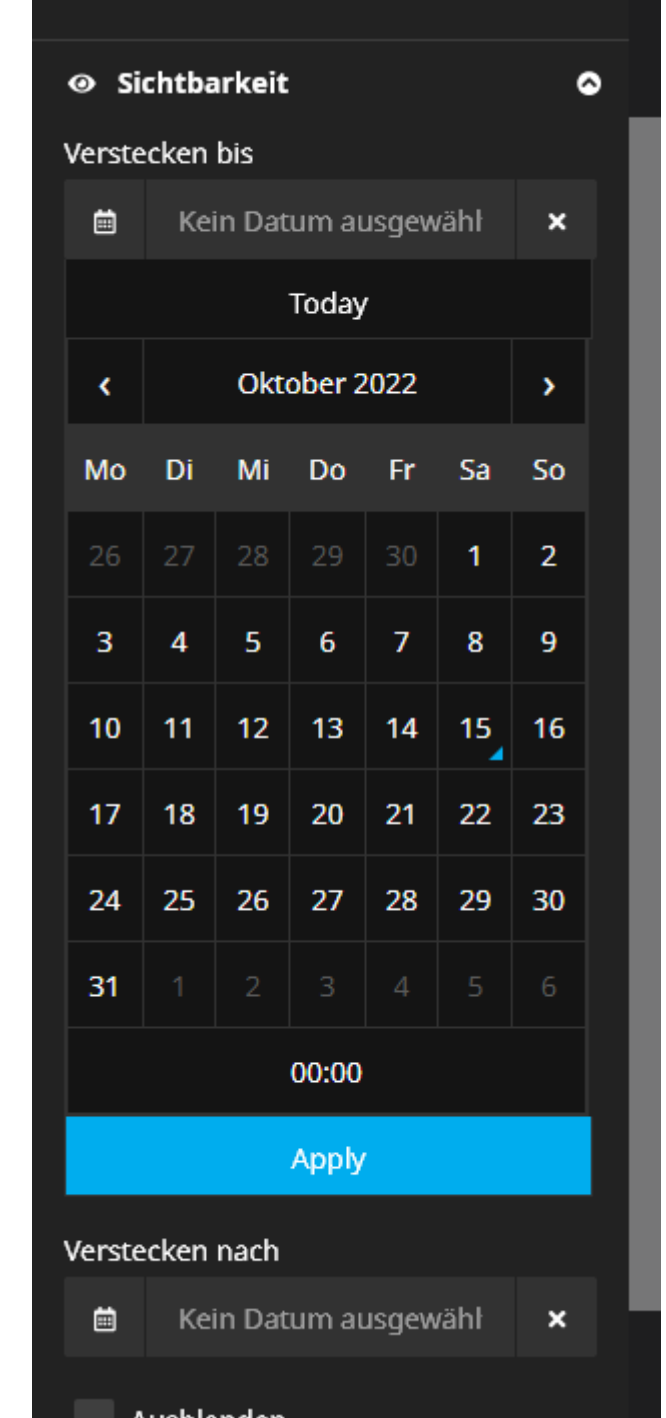 Sichtbarkeit
Verstecken bis
Kein Datum ausgewähl
Today
Oktober 2022
Mo Di Mi Do Fr Sa So
26 27 28 29 30 1 2
3 4 5 6 7 8 9
10 11 12 13 14 15 16
17 18 19 20 21 22 23
24 25 26 27 28 29 30
31 1 2 3 4 5 6
00:00
Apply
Verstecken nach
Kein Datum ausgewähl
Ausblenden